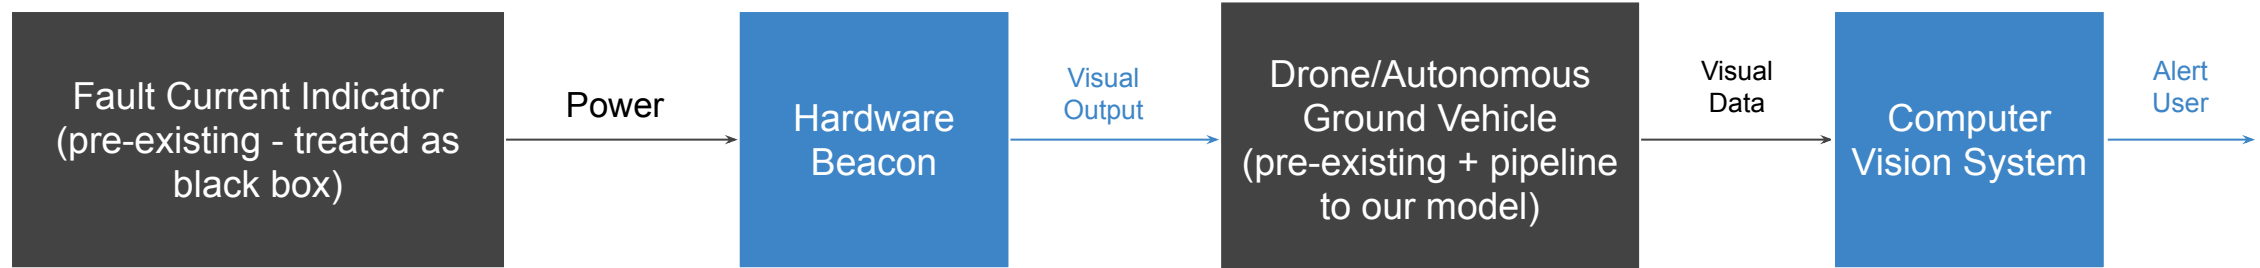 Fault Current Indicator
(pre-existing - treated as
black box)
Power
Hardware
Beacon
Visual
Output
Drone/Autonomous
Ground Vehicle
(pre-existing + pipeline
to our model)
Visual
Data
Computer
Vision System
Alert
User